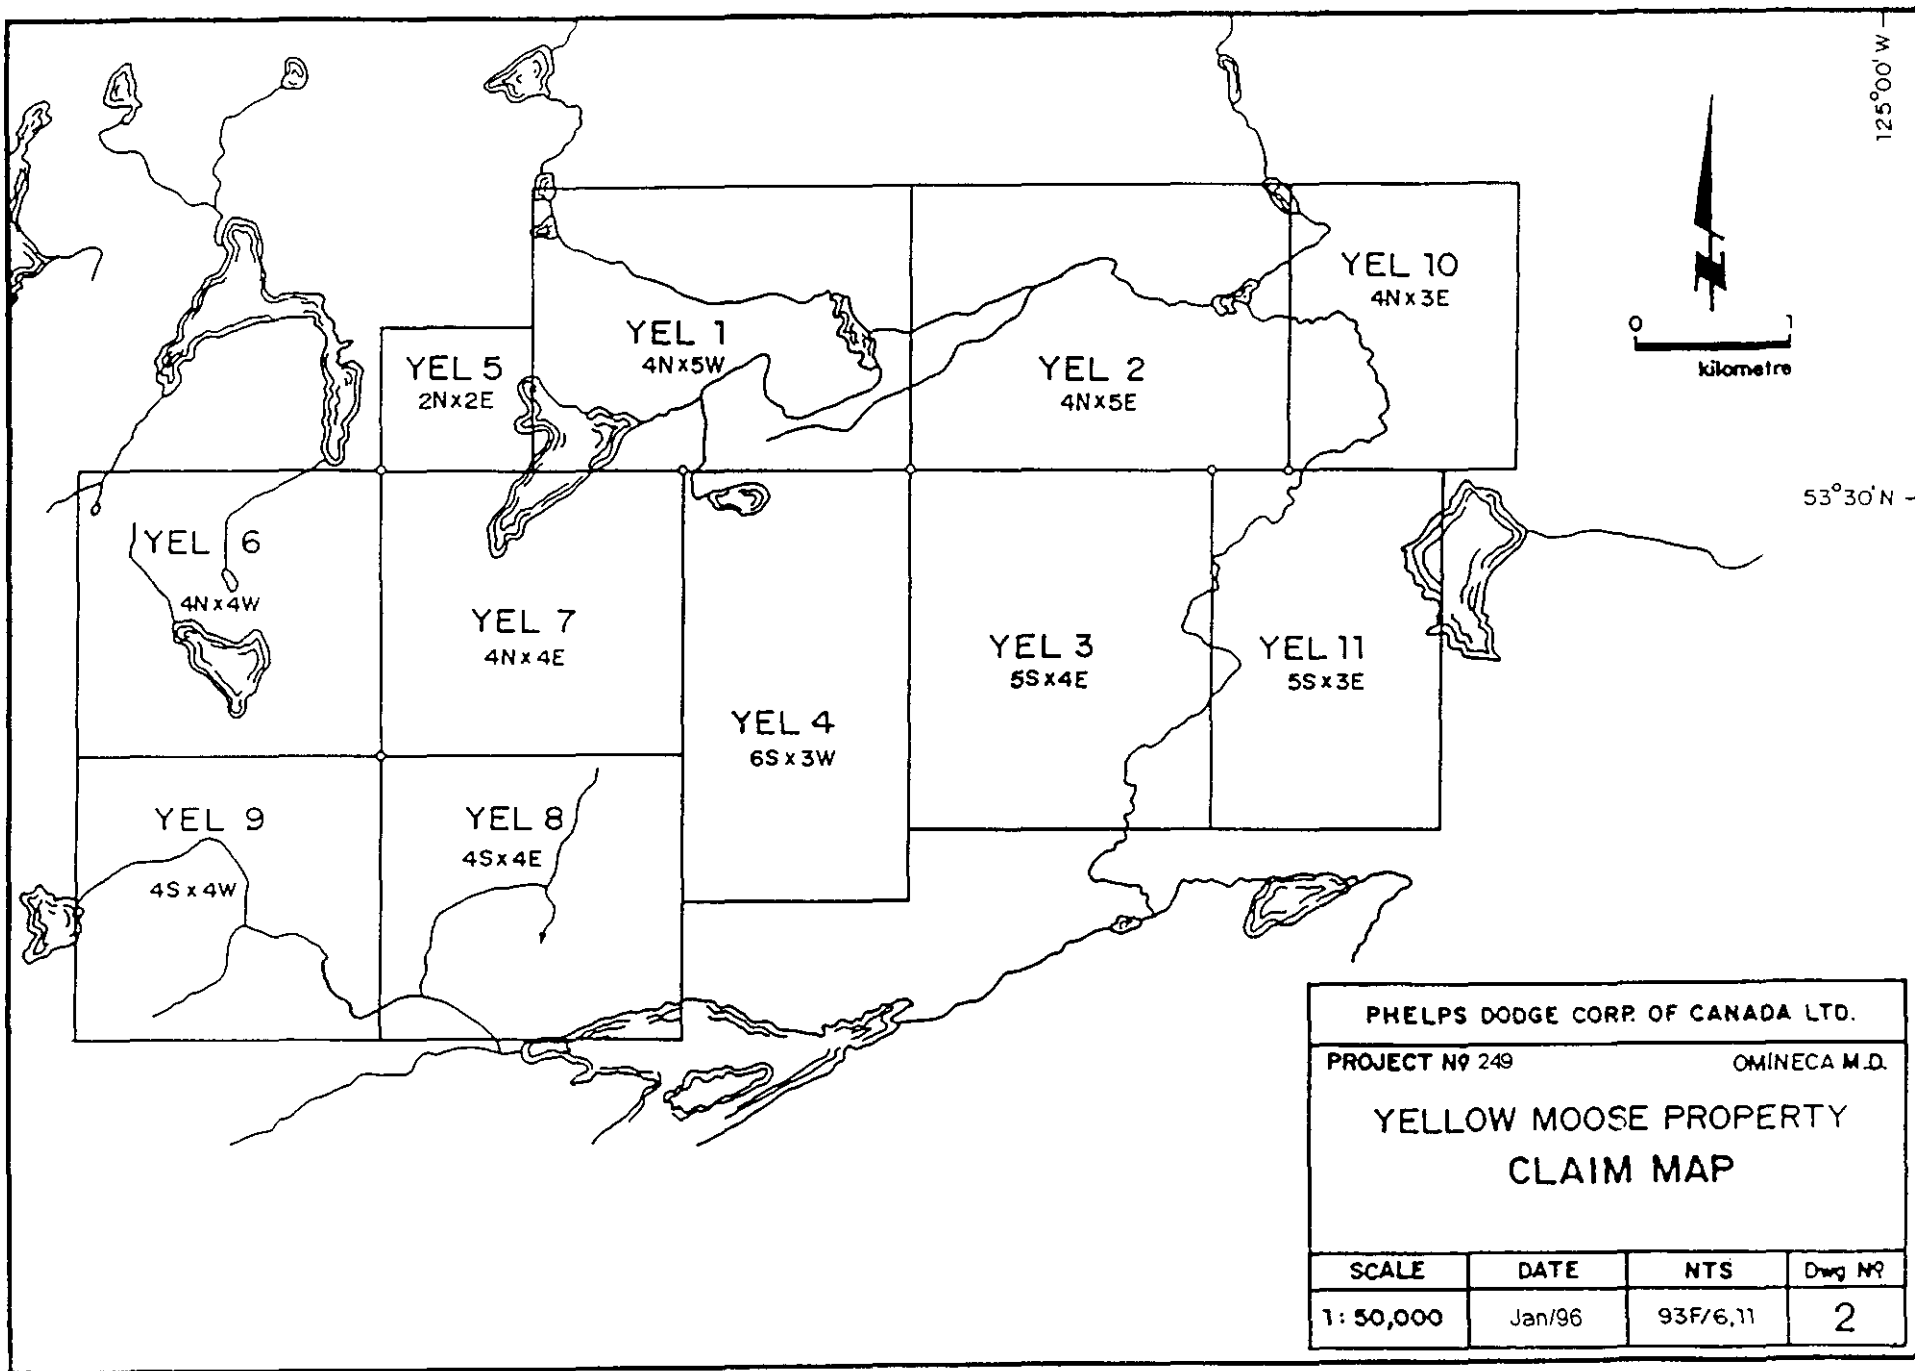 125°00'W
YEL 10
4N x 3E
YEL 1
4N x 5W
YEL 5
2N x 2E
YEL 2
4N x 5E
0 1
kilometre
53°30'N
YEL 6
4N x 4W
YEL 7
4N x 4E
YEL 3
5S x 4E
YEL 11
5S x 3E
YEL 4
6S x 3W
YEL 9
4S x 4W
YEL 8
4S x 4E
PHELPS DODGE CORP. OF CANADA LTD.
PROJECT Nº 249 OMINECA M.D.
YELLOW MOOSE PROPERTY
CLAIM MAP
SCALE DATE NTS Dwg Nº
1:50,000 Jan/96 93F/6,11 2